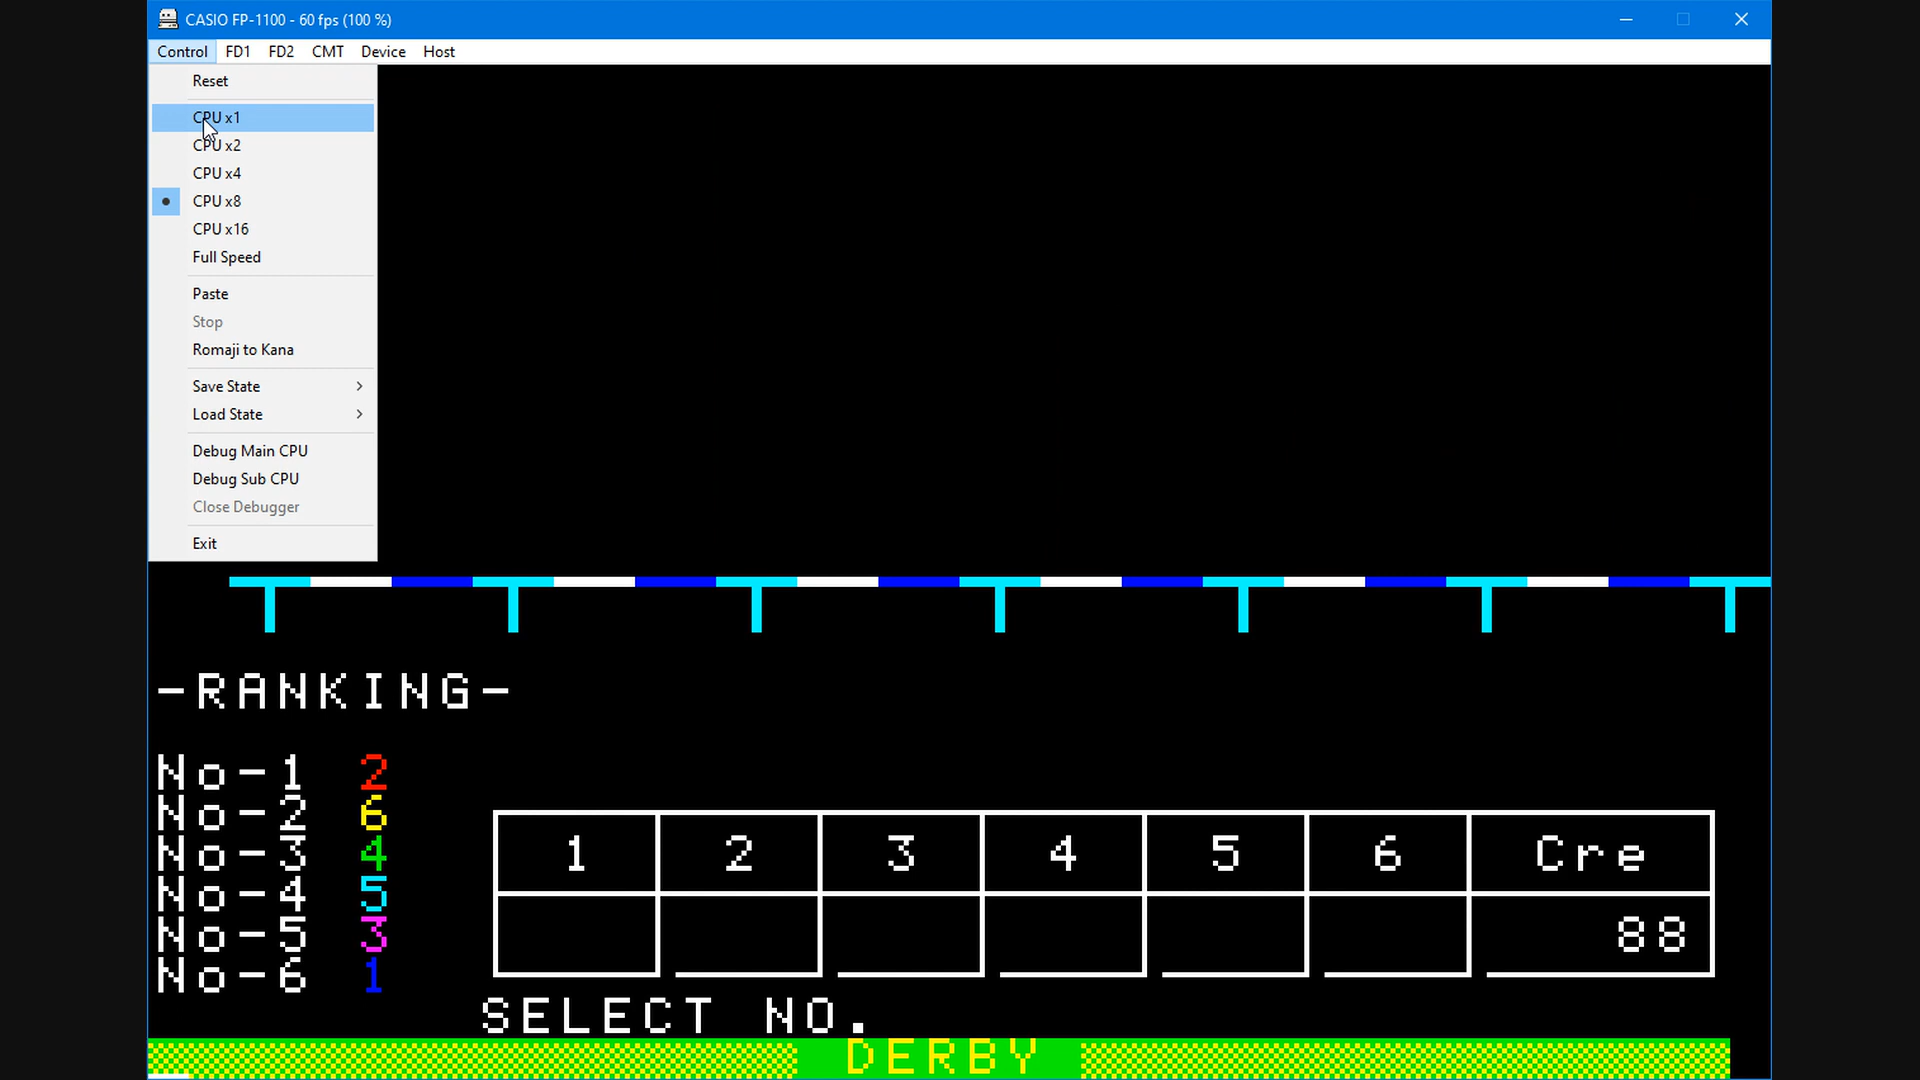 CASIO FP-1100 - 60 fps (100 %)
Control FD1 FD2 CMT Device Host
Reset
CPU x1
CPU x2
CPU x4
CPU x8
CPU x16
Full Speed
Paste
Stop
Romaji to Kana
Save State
Load State
Debug Main CPU
Debug Sub CPU
Close Debugger
Exit
-RANKING-
No-1 2
No-2 6
No-3 4
No-4 5
No-5 3
No-6 1
1 2 3 4 5 6 Cre
88
SELECT NO.
DERBY